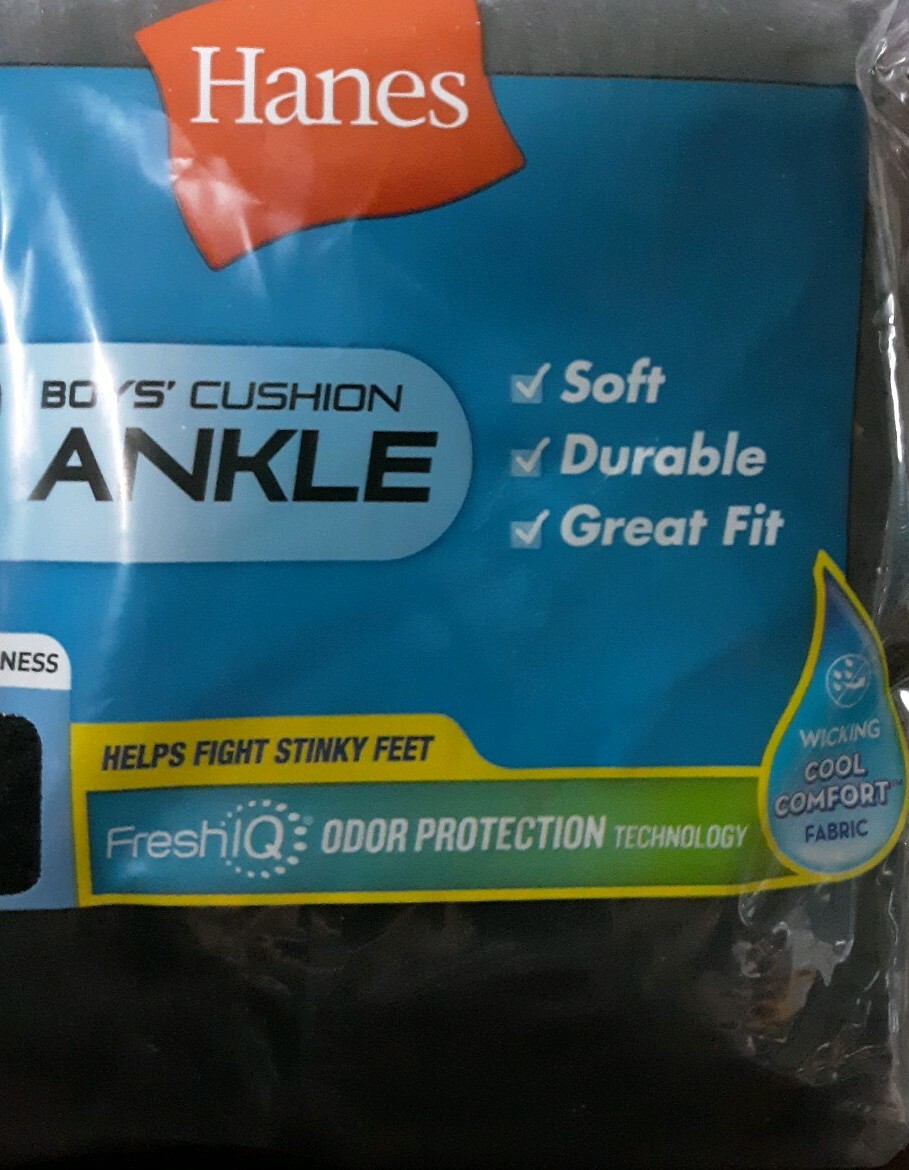 Hanes
BOYS' CUSHION
ANKLE
Soft
Durable
Great Fit
NESS
HELPS FIGHT STINKY FEET
FreshIQ® ODOR PROTECTION TECHNOLOGY
WICKING
COOL
COMFORT™
FABRIC